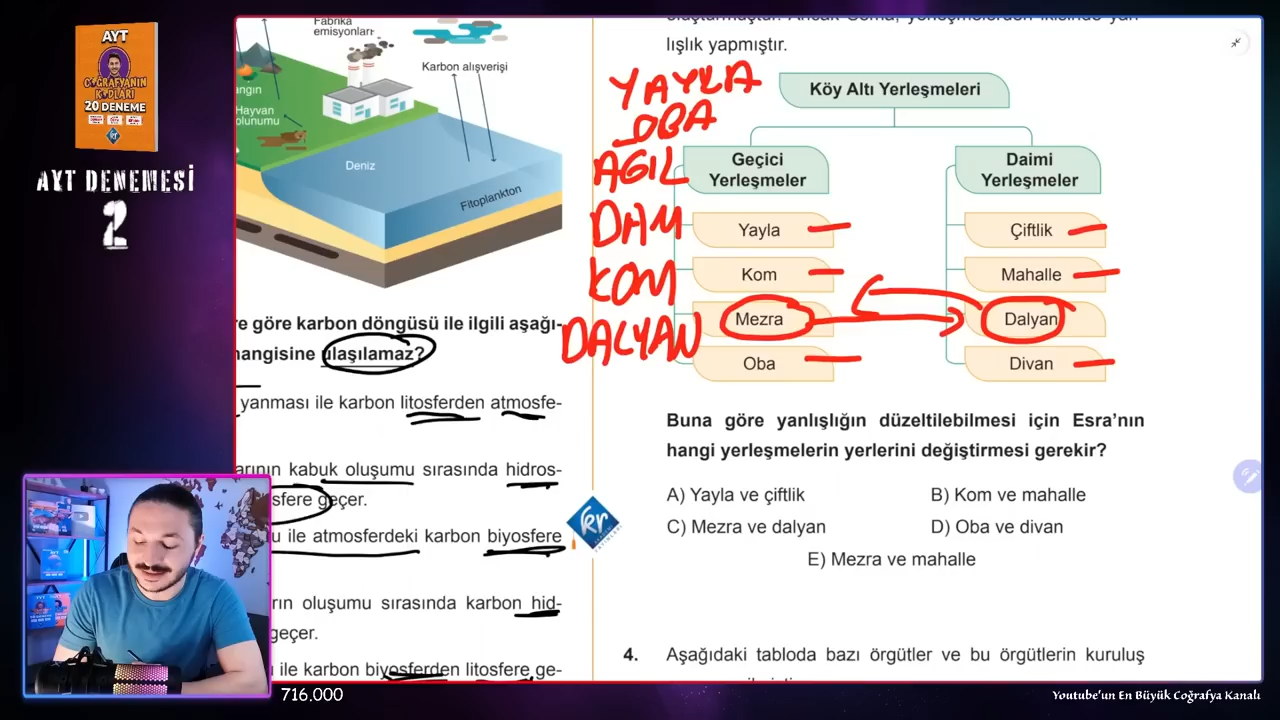 AYT
COĞRAFYANIN
KODLARI
20 DENEME
AYT DENEMESİ
2
Fabrika
emisyonları
Karbon alışverişi
angın
Hayvan
olunumu
Deniz
Fitoplankton
re göre karbon döngüsü ile ilgili aşağı-
hangisine ulaşılamaz?
yanması ile karbon litosferden atmosfe-
arının kabuk oluşumu sırasında hidros-
osfere geçer.
u ile atmosferdeki karbon biyosfere
rın oluşumu sırasında karbon hid-
geçer.
ı ile karbon biyosferden litosfere ge-
lışlık yapmıştır.
YAYLA
OBA
AGIL
DAM
KOM
DALYAN
Köy Altı Yerleşmeleri
Geçici
Yerleşmeler
Yayla
Kom
Mezra
Oba
Daimi
Yerleşmeler
Çiftlik
Mahalle
Dalyan
Divan
Buna göre yanlışlığın düzeltilebilmesi için Esra’nın
hangi yerleşmelerin yerlerini değiştirmesi gerekir?
A) Yayla ve çiftlik
B) Kom ve mahalle
C) Mezra ve dalyan
D) Oba ve divan
E) Mezra ve mahalle
kr
4. Aşağıdaki tabloda bazı örgütler ve bu örgütlerin kuruluş
716.000
Youtube'un En Büyük Coğrafya Kanalı